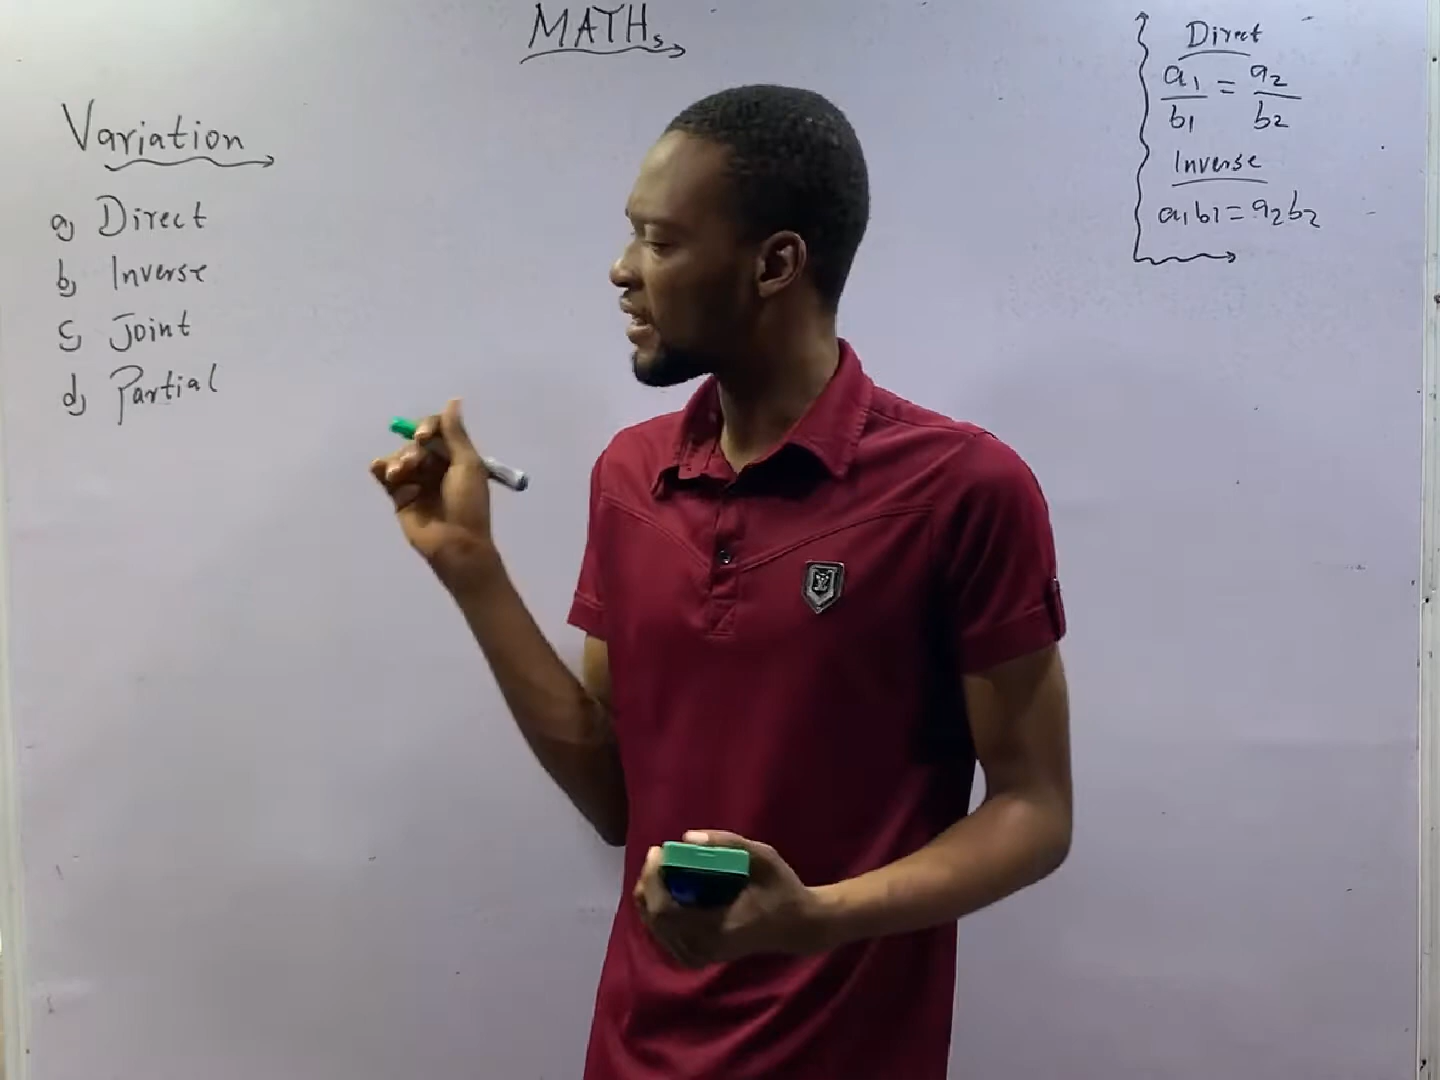 MATHs
Variation
a) Direct
b) Inverse
c) Joint
d) Partial
Direct
a1/b1 = a2/b2
Inverse
a1b1 = a2b2